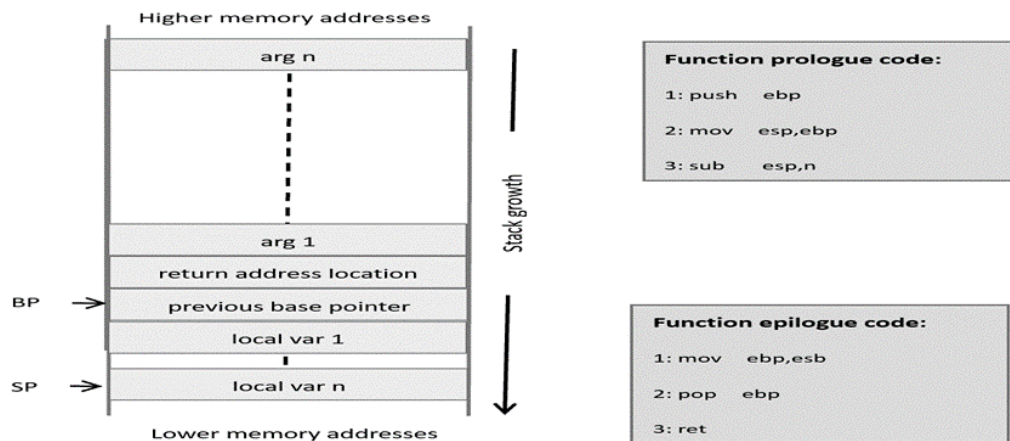 Higher memory addresses
arg n
arg 1
return address location
BP
previous base pointer
local var 1
SP
local var n
Lower memory addresses
Stack growth
Function prologue code:
1: push ebp
2: mov esp,ebp
3: sub esp,n
Function epilogue code:
1: mov ebp,esb
2: pop ebp
3: ret